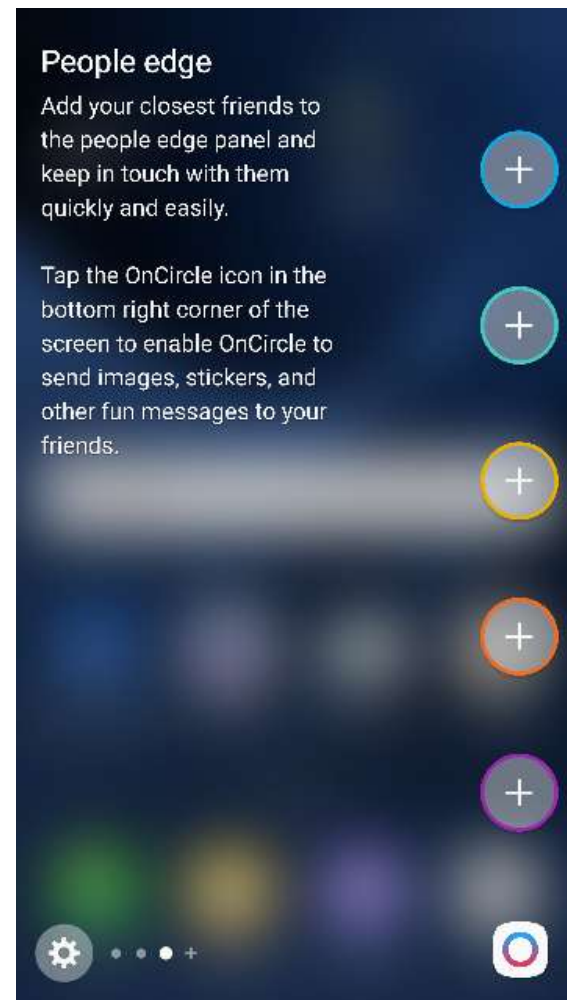 People edge
Add your closest friends to
the people edge panel and
keep in touch with them
quickly and easily.
Tap the OnCircle icon in the
bottom right corner of the
screen to enable OnCircle to
send images, stickers, and
other fun messages to your
friends.